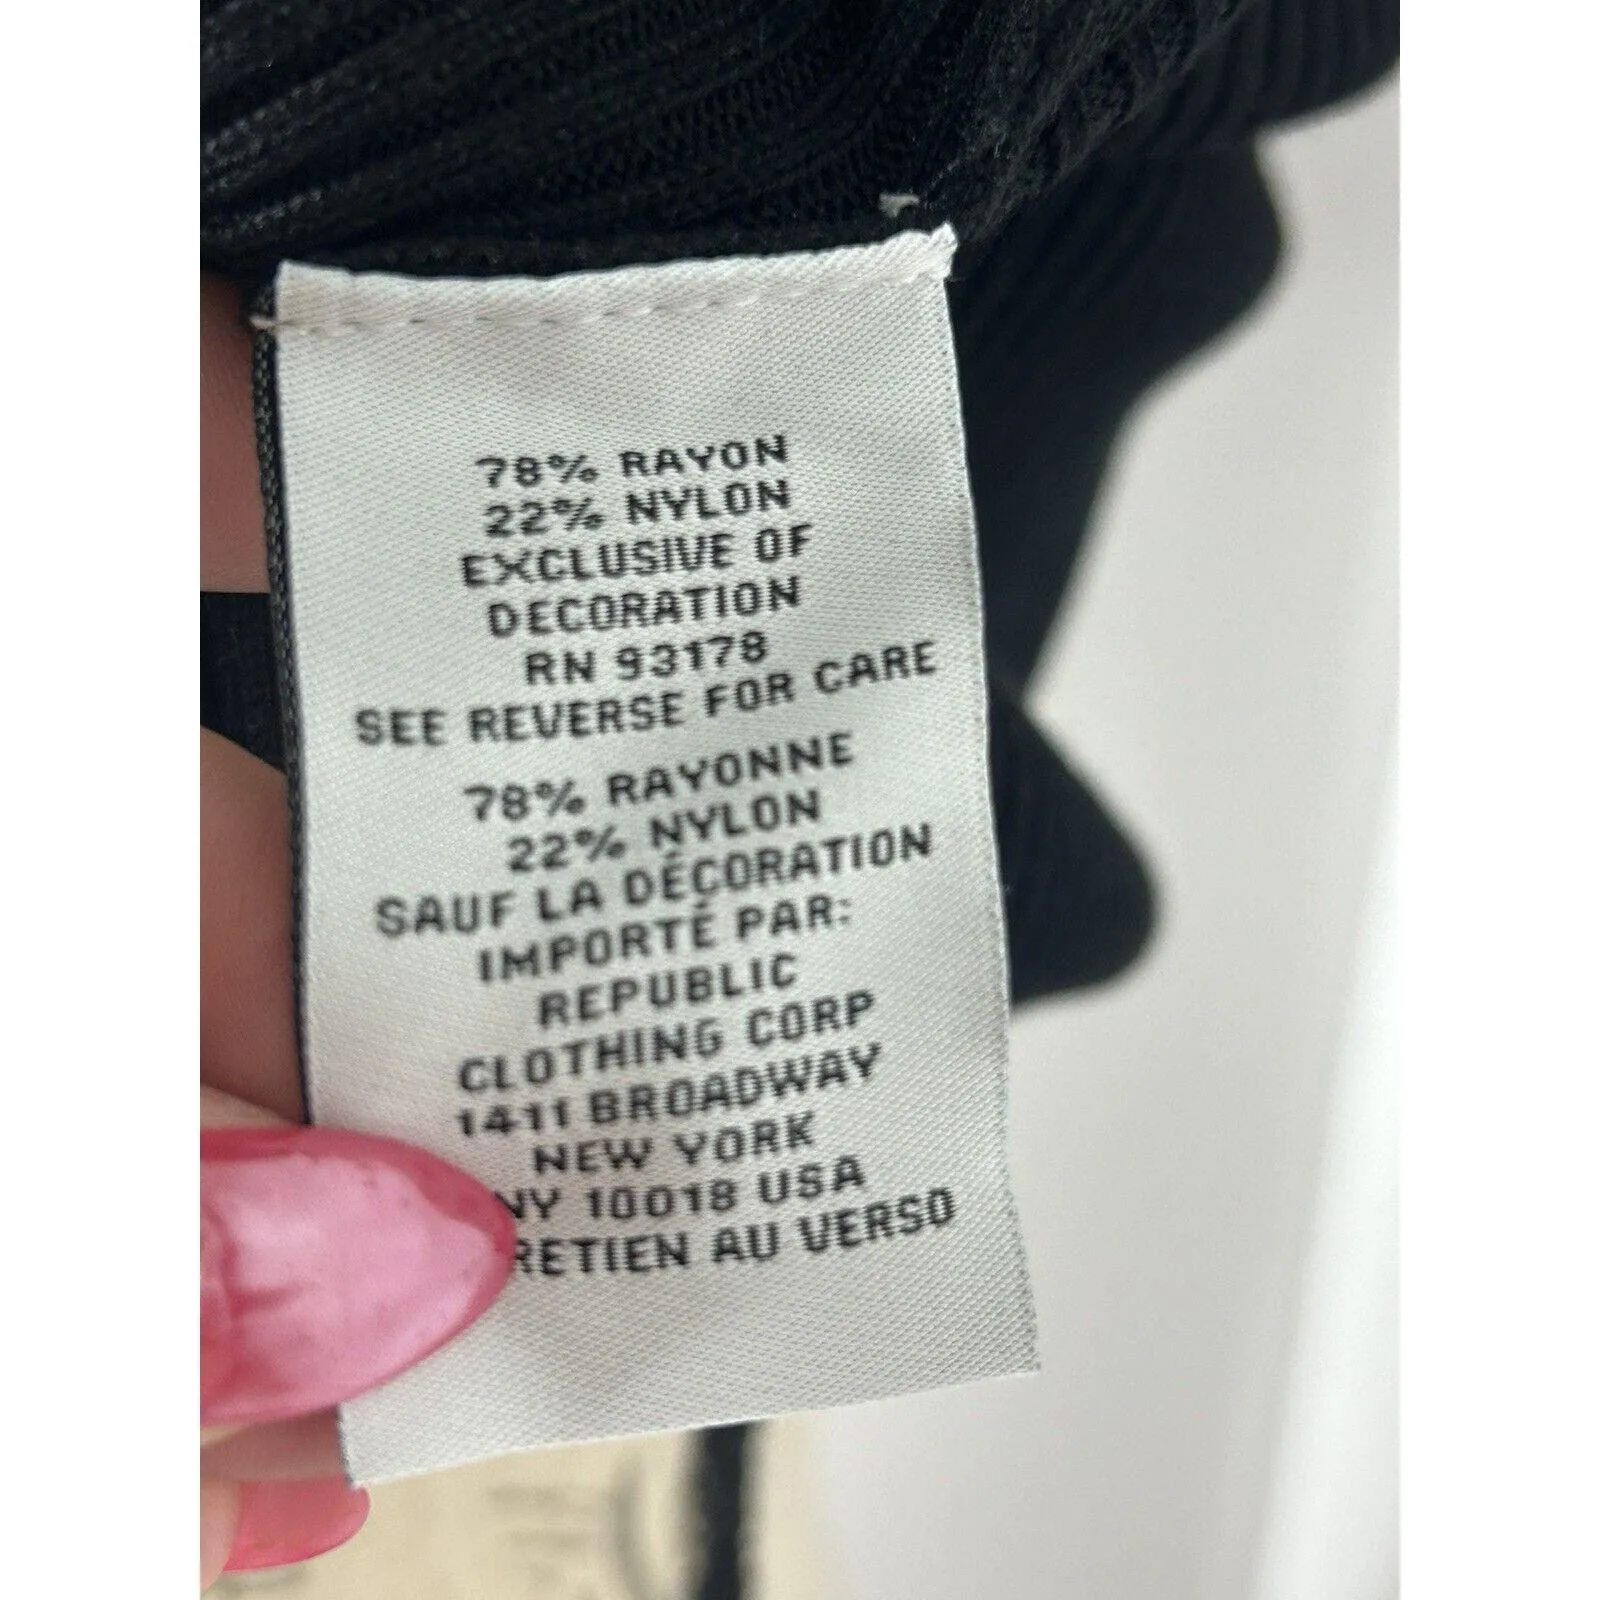 78% RAYON
22% NYLON
EXCLUSIVE OF
DECORATION
RN 93178
SEE REVERSE FOR CARE
78% RAYONNE
22% NYLON
SAUF LA DÉCORATION
IMPORTÉ PAR:
REPUBLIC
CLOTHING CORP
1411 BROADWAY
NEW YORK
NY 10018 USA
RETIEN AU VERSO